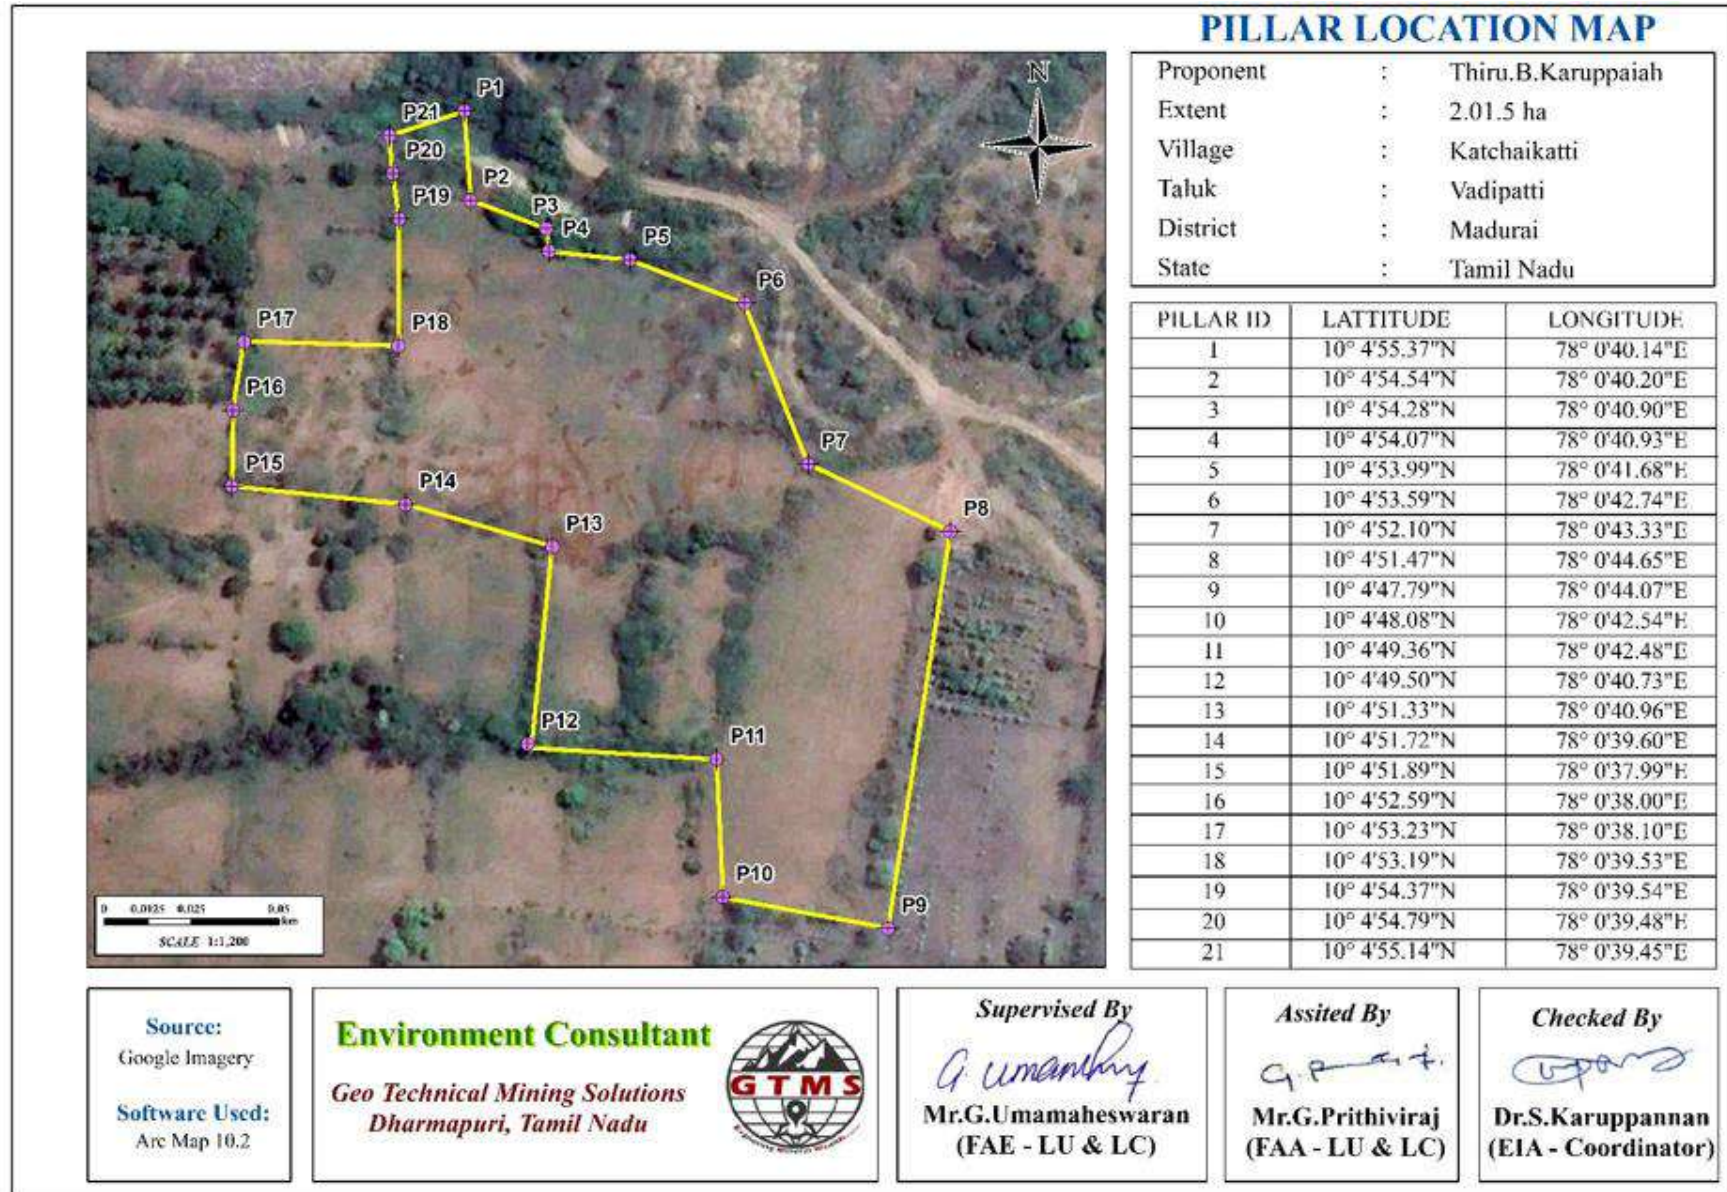 PILLAR LOCATION MAP
Proponent : Thiru.B.Karuppaiah
Extent : 2.01.5 ha
Village : Katchaikatti
Taluk : Vadipatti
District : Madurai
State : Tamil Nadu
N
P1
P21
P20
P2
P19
P3
P4
P5
P6
P17
P18
P16
P7
P15
P14
P8
P13
P12
P11
P10
P9
0 0.0125 0.025 0.05
km
SCALE 1:1,200
PILLAR ID LATTITUDE LONGITUDE
1 10° 4'55.37"N 78° 0'40.14"E
2 10° 4'54.54"N 78° 0'40.20"E
3 10° 4'54.28"N 78° 0'40.90"E
4 10° 4'54.07"N 78° 0'40.93"E
5 10° 4'53.99"N 78° 0'41.68"E
6 10° 4'53.59"N 78° 0'42.74"E
7 10° 4'52.10"N 78° 0'43.33"E
8 10° 4'51.47"N 78° 0'44.65"E
9 10° 4'47.79"N 78° 0'44.07"E
10 10° 4'48.08"N 78° 0'42.54"E
11 10° 4'49.36"N 78° 0'42.48"E
12 10° 4'49.50"N 78° 0'40.73"E
13 10° 4'51.33"N 78° 0'40.96"E
14 10° 4'51.72"N 78° 0'39.60"E
15 10° 4'51.89"N 78° 0'37.99"E
16 10° 4'52.59"N 78° 0'38.00"E
17 10° 4'53.23"N 78° 0'38.10"E
18 10° 4'53.19"N 78° 0'39.53"E
19 10° 4'54.37"N 78° 0'39.54"E
20 10° 4'54.79"N 78° 0'39.48"E
21 10° 4'55.14"N 78° 0'39.45"E
Source:
Google Imagery
Software Used:
Arc Map 10.2
Environment Consultant
Geo Technical Mining Solutions
Dharmapuri, Tamil Nadu
GTMS
Supervised By
Mr.G.Umamaheswaran
(FAE - LU & LC)
Assited By
Mr.G.Prithiviraj
(FAA - LU & LC)
Checked By
Dr.S.Karuppannan
(EIA - Coordinator)